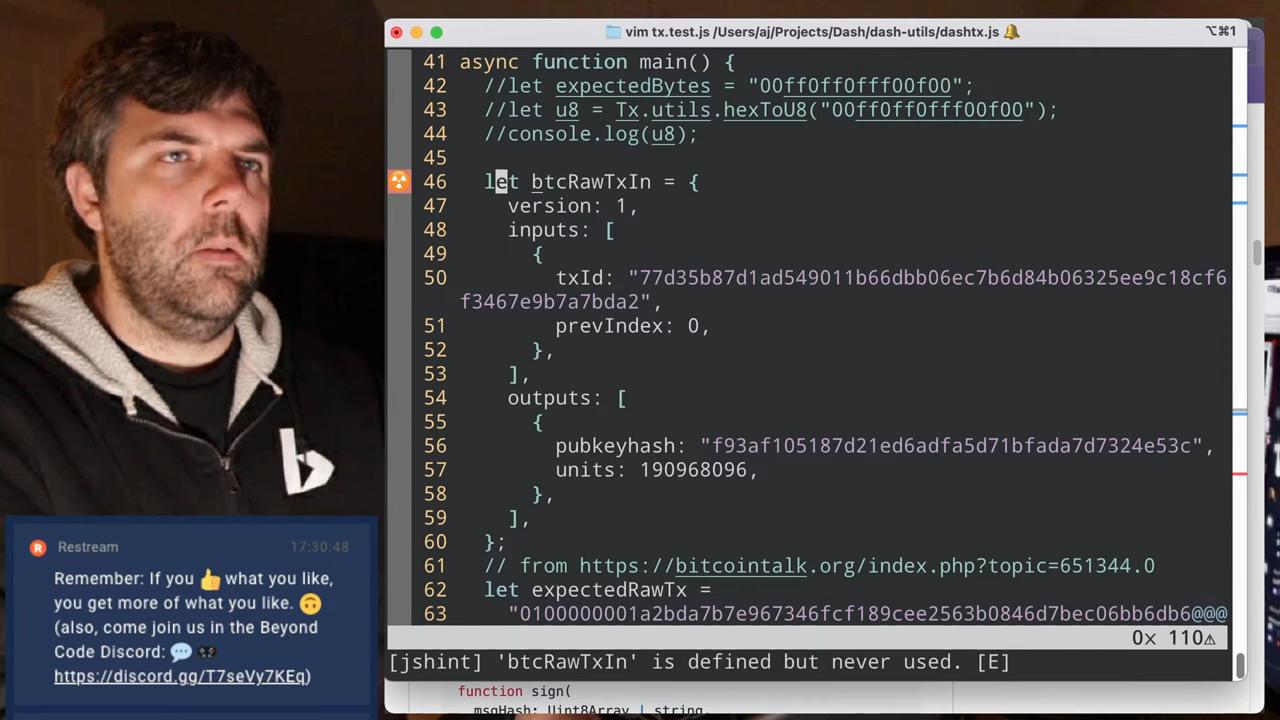 vim tx.test.js /Users/aj/Projects/Dash/dash-utils/dashtx.js 🔔
⌥⌘1
41 async function main() {
42 //let expectedBytes = "00ff0ff0fff00f00";
43 //let u8 = Tx.utils.hexToU8("00ff0ff0fff00f00");
44 //console.log(u8);
45
46 let btcRawTxIn = {
47 version: 1,
48 inputs: [
49 {
50 txId: "77d35b87d1ad549011b66dbb06ec7b6d84b06325ee9c18cf6
f3467e9b7a7bda2",
51 prevIndex: 0,
52 },
53 ],
54 outputs: [
55 {
56 pubkeyhash: "f93af105187d21ed6adfa5d71bfada7d7324e53c",
57 units: 190968096,
58 },
59 ],
60 };
61 // from https://bitcointalk.org/index.php?topic=651344.0
62 let expectedRawTx =
63 "0100000001a2bda7b7e967346fcf189cee2563b0846d7bec06bb6db6@@@
0× 110⚠
[jshint] 'btcRawTxIn' is defined but never used. [E]
function sign(
msgHash: Uint8Array | string,
b
R Restream 17:30:48
Remember: If you 👍 what you like,
you get more of what you like. 🙃
(also, come join us in the Beyond
Code Discord: 💬 🎮
https://discord.gg/T7seVy7KEq)